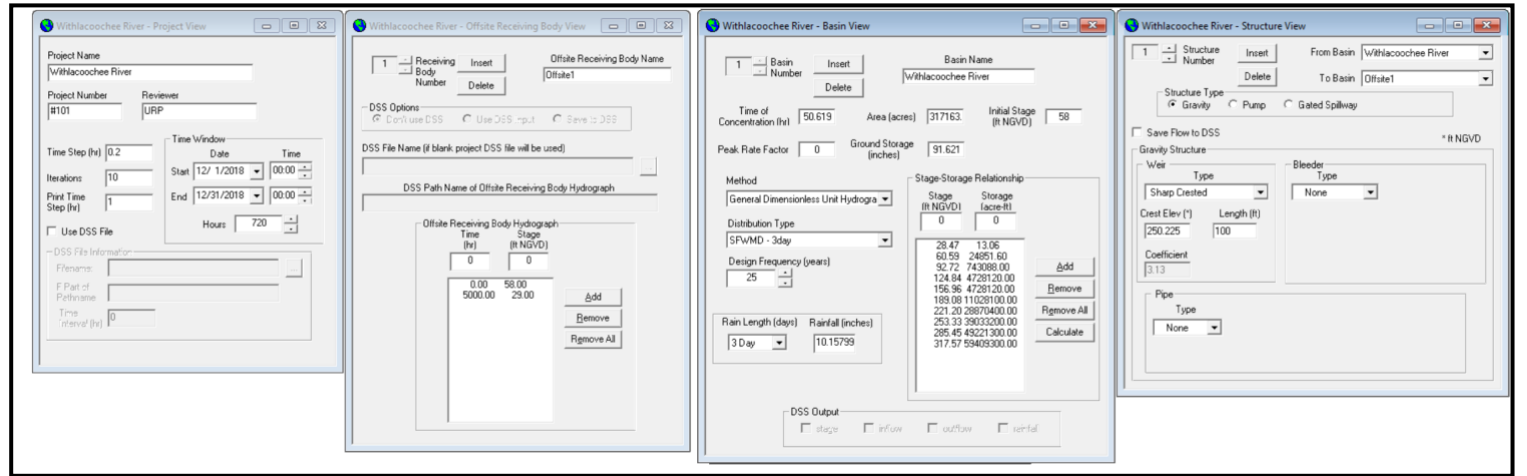 Withlacoochee River - Project View
Project Name
Withlacoochee River
Project Number
Reviewer
#101
URP
Time Step (hr)
0.2
Iterations
10
Print Time
Step (hr)
1
Use DSS File
Time Window
Date
Time
Start
12/ 1/2018
00:00
End
12/31/2018
00:00
Hours
720
DSS File Information
Filename:
F Part of
Pathname
Time
Interval (hr)
0
Withlacoochee River - Offsite Receiving Body View
1
Receiving
Body
Number
Insert
Delete
Offsite Receiving Body Name
Offsite1
DSS Options
Don't use DSS
Use DSS Input
Save to DSS
DSS File Name (if blank project DSS file will be used)
...
DSS Path Name of Offsite Receiving Body Hydrograph
Offsite Receiving Body Hydrograph
Time
(hr)
Stage
(ft NGVD)
0
0
0.00 58.00
5000.00 29.00
Add
Remove
Remove All
Withlacoochee River - Basin View
1
Basin
Number
Insert
Delete
Basin Name
Withlacoochee River
Time of
Concentration (hr)
50.619
Area (acres)
317163.
Initial Stage
(ft NGVD)
58
Peak Rate Factor
0
Ground Storage
(inches)
91.621
Method
General Dimensionless Unit Hydrogra
Distribution Type
SFWMD - 3day
Design Frequency (years)
25
Rain Length (days)
Rainfall (inches)
3 Day
10.15799
Stage-Storage Relationship
Stage
(ft NGVD)
Storage
(acre-ft)
0
0
28.47 13.06
60.59 24851.60
92.72 743088.00
124.84 4728120.00
156.96 4728120.00
189.08 11028100.00
221.20 28870400.00
253.33 39033200.00
285.45 49221300.00
317.57 59409300.00
Add
Remove
Remove All
Calculate
DSS Output
stage
inflow
outflow
rainfall
Withlacoochee River - Structure View
1
Structure
Number
Insert
Delete
From Basin
Withlacoochee River
To Basin
Offsite1
Structure Type
Gravity
Pump
Gated Spillway
Save Flow to DSS
* ft NGVD
Gravity Structure
Weir
Type
Sharp Crested
Crest Elev (*)
Length (ft)
250.225
100
Coefficient
3.13
Bleeder
Type
None
Pipe
Type
None